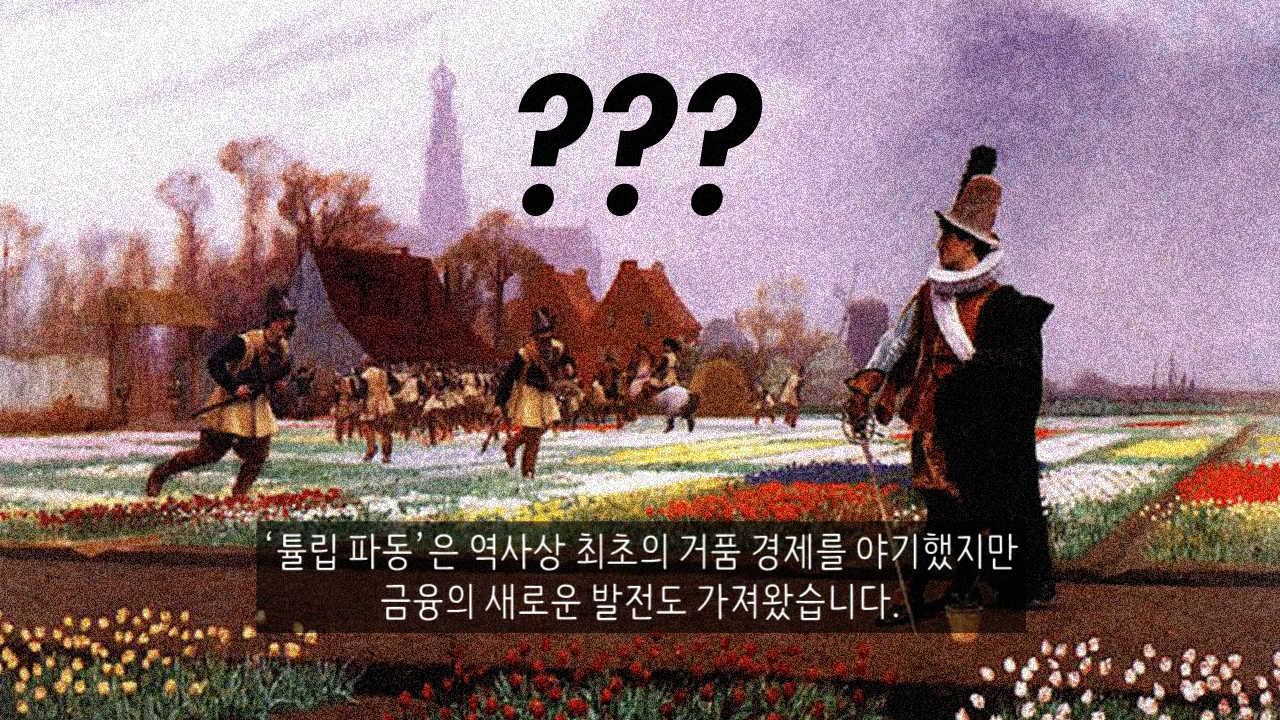 ???
‘튤립 파동’은 역사상 최초의 거품 경제를 야기했지만
금융의 새로운 발전도 가져왔습니다.